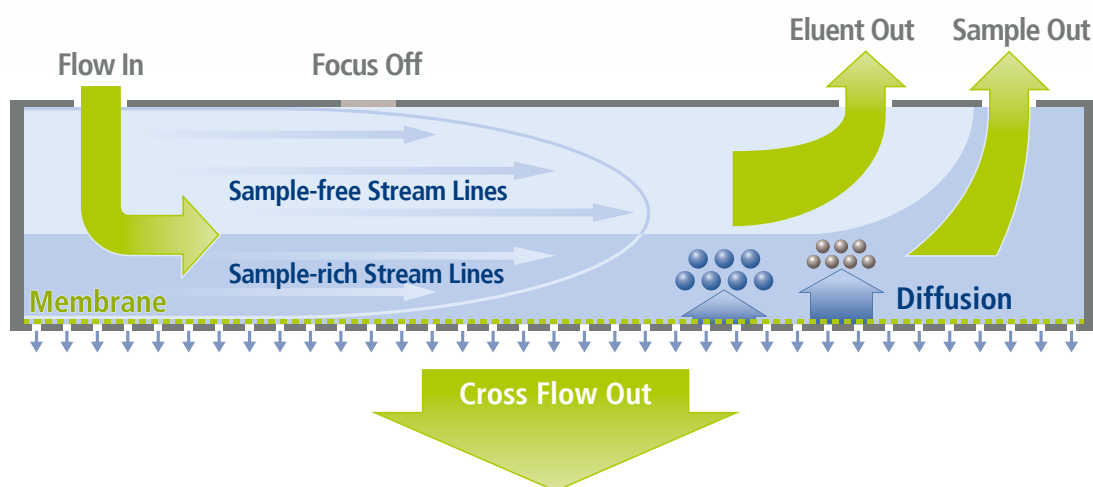 Eluent Out
Sample Out
Flow In
Focus Off
Sample-free Stream Lines
Sample-rich Stream Lines
Membrane
Diffusion
Cross Flow Out